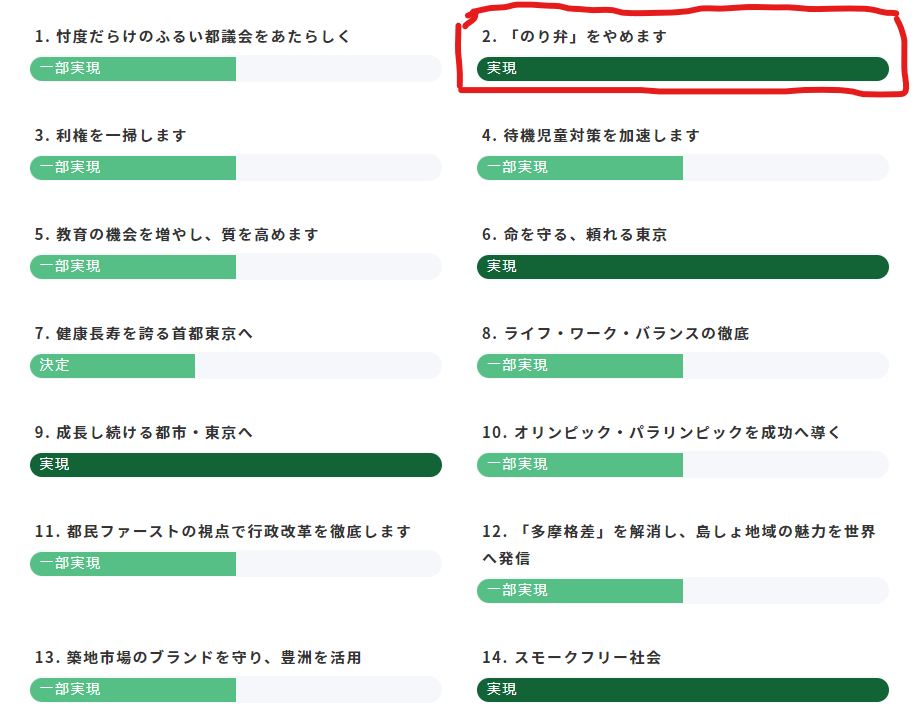 1. 忖度だらけのふるい都議会をあたらしく
一部実現
2. 「のり弁」をやめます
実現
3. 利権を一掃します
一部実現
4. 待機児童対策を加速します
一部実現
5. 教育の機会を増やし、質を高めます
一部実現
6. 命を守る、頼れる東京
実現
7. 健康長寿を誇る首都東京へ
決定
8. ライフ・ワーク・バランスの徹底
一部実現
9. 成長し続ける都市・東京へ
実現
10. オリンピック・パラリンピックを成功へ導く
一部実現
11. 都民ファーストの視点で行政改革を徹底します
一部実現
12. 「多摩格差」を解消し、島しょ地域の魅力を世界
へ発信
一部実現
13. 築地市場のブランドを守り、豊洲を活用
一部実現
14. スモークフリー社会
実現